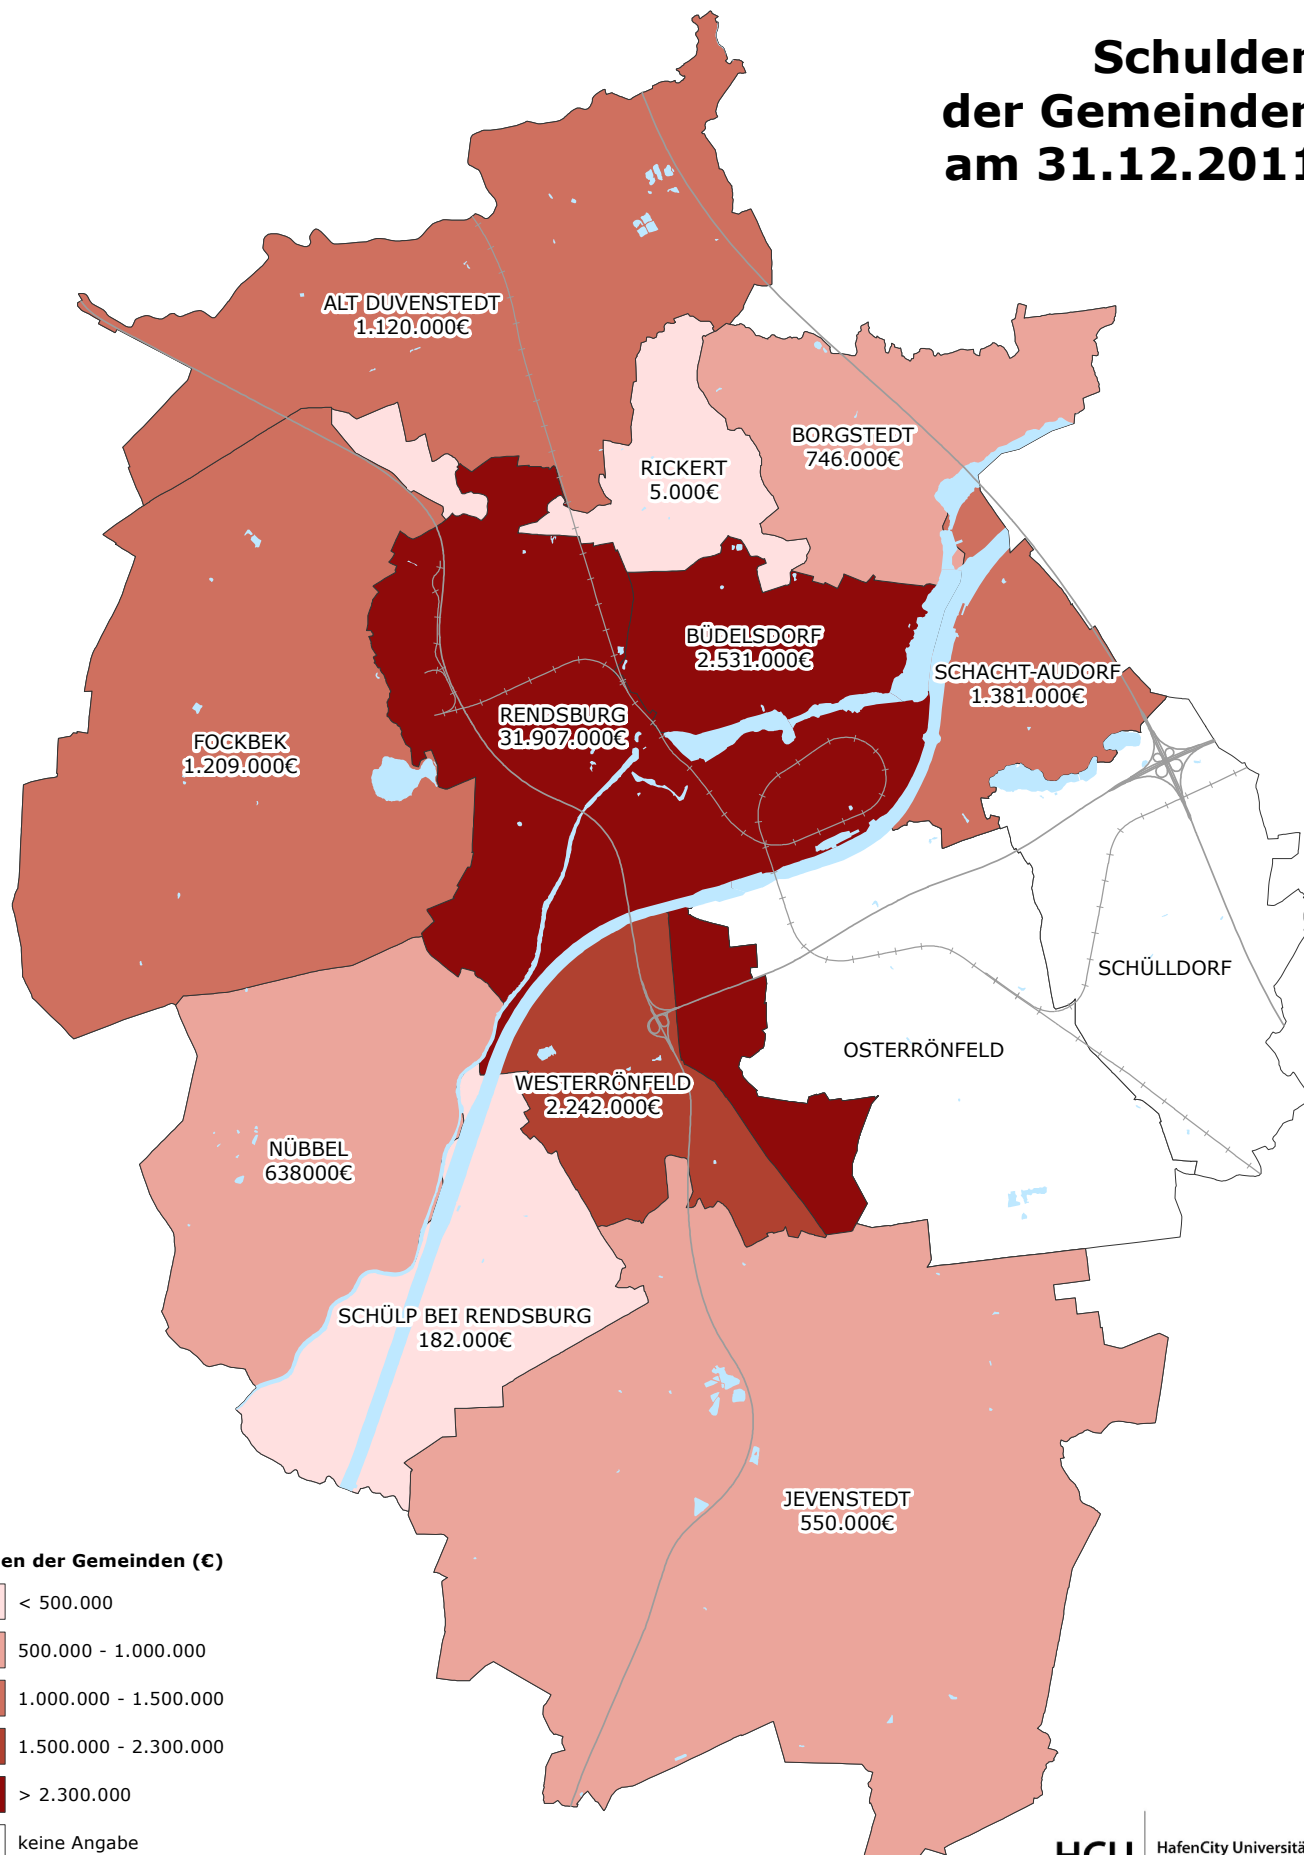 Schulden
der Gemeinden
am 31.12.2011
ALT DUVENSTEDT
1.120.000€
BORGSTEDT
746.000€
RICKERT
5.000€
BÜDELSDORF
2.531.000€
SCHACHT-AUDORF
1.381.000€
RENDSBURG
31.907.000€
FOCKBEK
1.209.000€
SCHÜLLDORF
OSTERRÖNFELD
WESTERRÖNFELD
2.242.000€
NÜBBEL
638000€
SCHÜLP BEI RENDSBURG
182.000€
JEVENSTEDT
550.000€
en der Gemeinden (€)
< 500.000
500.000 - 1.000.000
1.000.000 - 1.500.000
1.500.000 - 2.300.000
> 2.300.000
keine Angabe
HCU
HafenCity Universitä